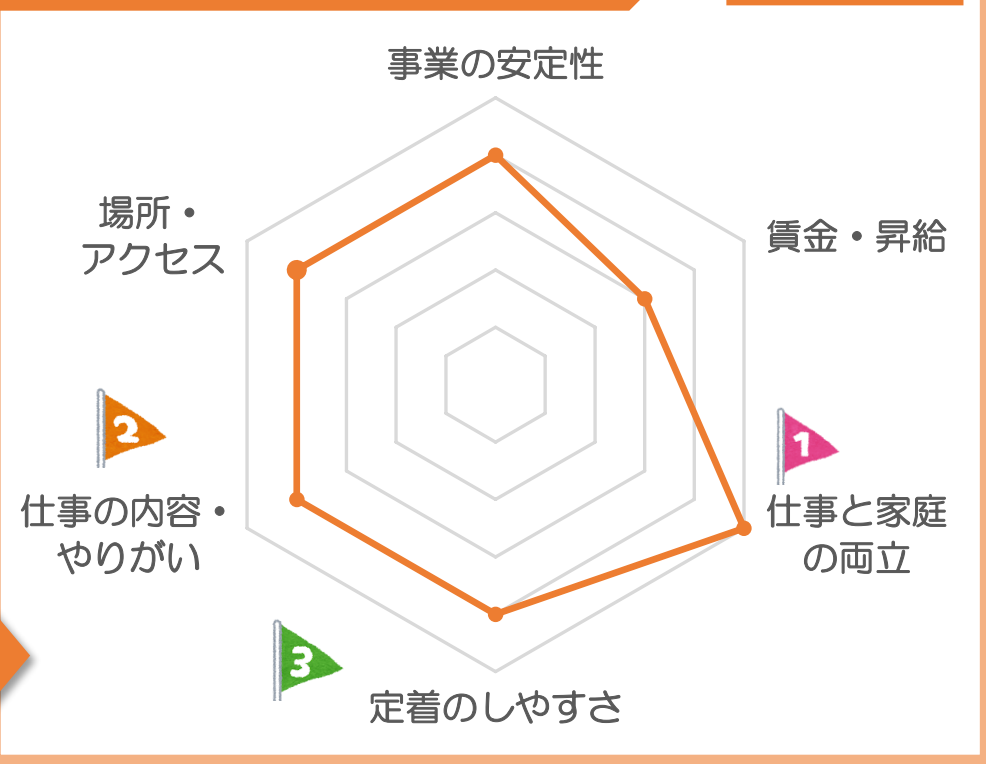 事業の安定性
場所・
アクセス
賃金・昇給
2
1
仕事の内容・
やりがい
仕事と家庭
の両立
3
定着のしやすさ